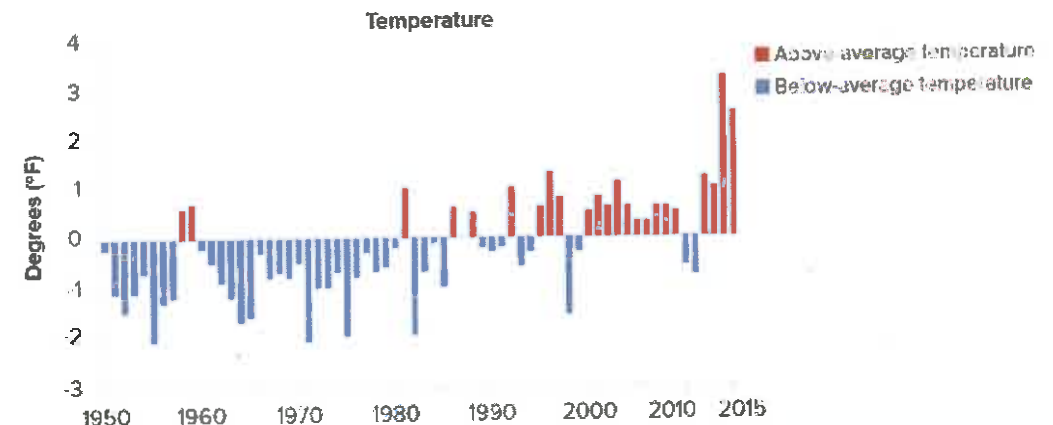 Temperature
4
3
2
1
0
-1
-2
-3
Degrees (°F)
1950 1960 1970 1980 1990 2000 2010 2015
Above-average temperature
Below-average temperature